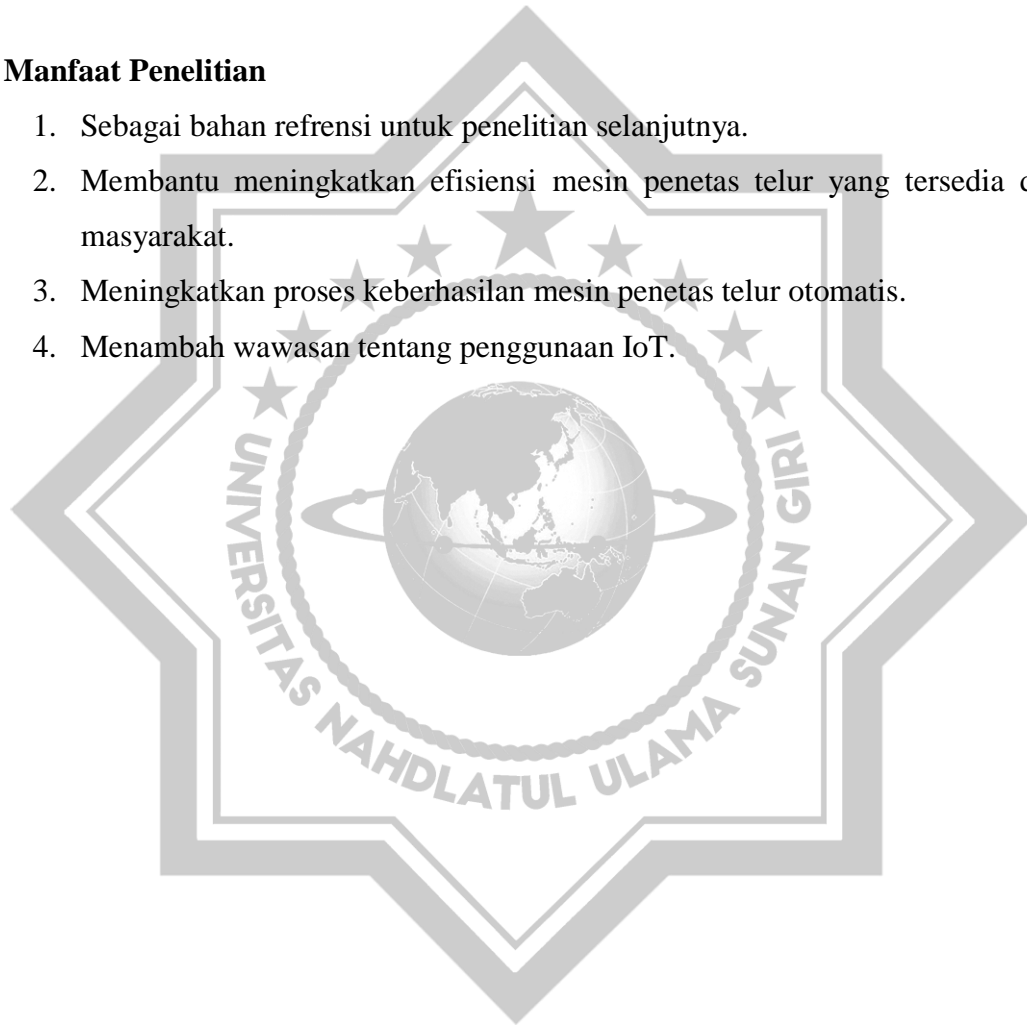 Manfaat Penelitian
1. Sebagai bahan refrensi untuk penelitian selanjutnya.
2. Membantu meningkatkan efisiensi mesin penetas telur yang tersedia
masyarakat.
3. Meningkatkan proses keberhasilan mesin penetas telur otomatis.
4. Menambah wawasan tentang penggunaan IoT.
UNIVERSITAS NAHDLATUL ULAMA SUNAN GIRI